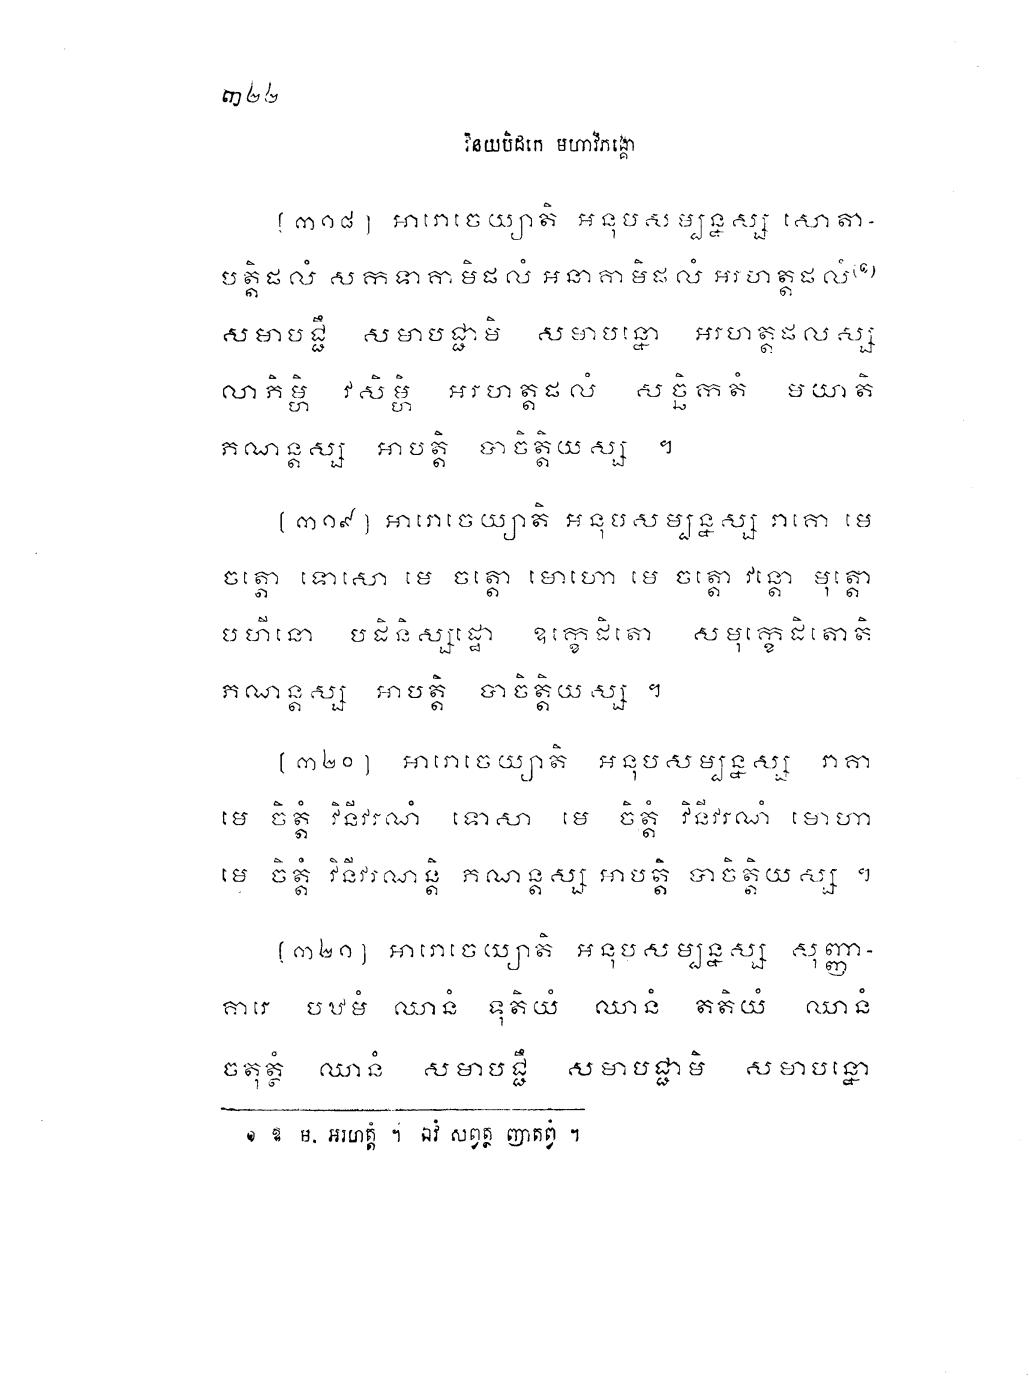 ៣២២
វិនយបិដកេ មហាវិភង្គោ
[៣១៨] អារោចេយ្យាតិ អនុបសម្បន្នស្ស សោតា-
បត្តិផលំ សកទាគាមិផលំ អនាគាមិផលំ អរហត្តផលំ(១)
សមាបជ្ជឹ សមាបជ្ជាមិ សមាបន្នោ អរហត្តផលស្ស
លាភិម្ហិ វសិម្ហិ អរហត្តផលំ សច្ឆិកតំ មយាតិ
ភណន្តស្ស អាបត្តិ បាចិត្តិយស្ស ។
[៣១៩] អារោចេយ្យាតិ អនុបសម្បន្នស្ស រាគោ មេ
ចត្តោ ទោសោ មេ ចត្តោ មោហោ មេ ចត្តោ វន្តោ មុត្តោ
បហីនោ បដិនិស្សដ្ឋោ ឧក្ខេដិតោ សមុក្ខេដិតោតិ
ភណន្តស្ស អាបត្តិ បាចិត្តិយស្ស ។
[៣២០] អារោចេយ្យាតិ អនុបសម្បន្នស្ស រាគា
មេ ចិត្តំ វិនីវរណំ ទោសា មេ ចិត្តំ វិនីវរណំ មោហា
មេ ចិត្តំ វិនីវរណន្តិ ភណន្តស្ស អាបត្តិ បាចិត្តិយស្ស ។
[៣២១] អារោចេយ្យាតិ អនុបសម្បន្នស្ស សុញ្ញា-
គារេ បឋមំ ឈានំ ទុតិយំ ឈានំ តតិយំ ឈានំ
ចតុត្ថំ ឈានំ សមាបជ្ជឹ សមាបជ្ជាមិ សមាបន្នោ
១ ឱ ម. អរហត្តំ ។ ឯវំ សព្វត្ថ ញាតព្វំ ។